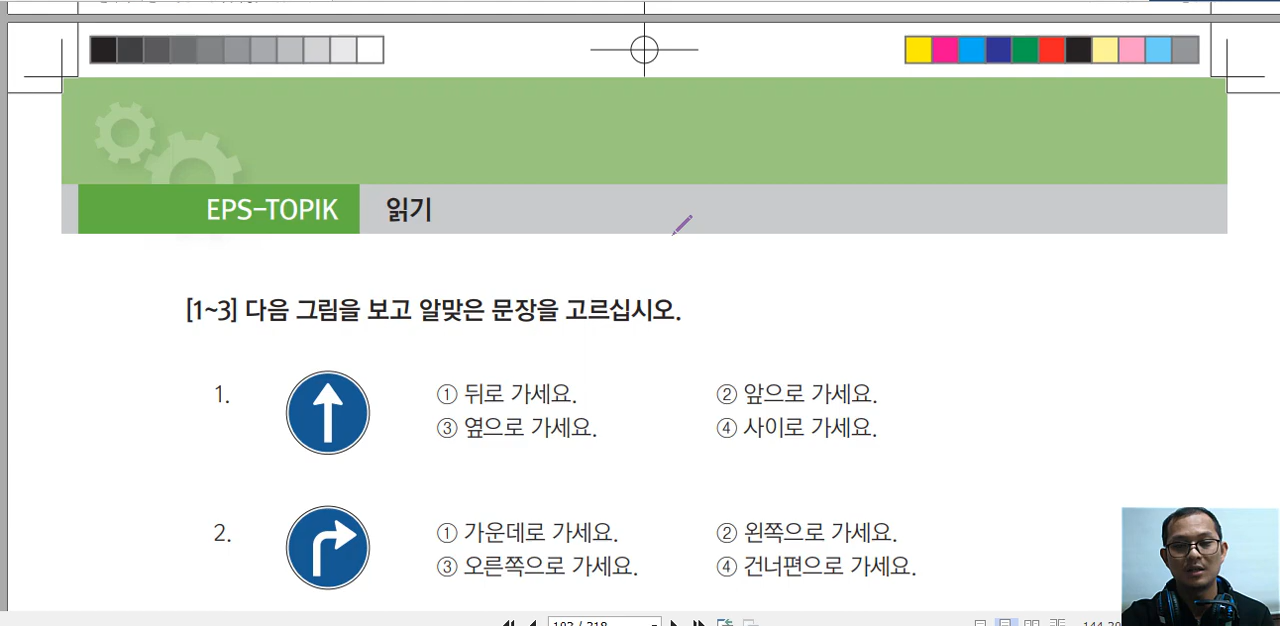 EPS-TOPIK 읽기
[1~3] 다음 그림을 보고 알맞은 문장을 고르십시오.
1. ① 뒤로 가세요. ② 앞으로 가세요.
③ 옆으로 가세요. ④ 사이로 가세요.
2. ① 가운데로 가세요. ② 왼쪽으로 가세요.
③ 오른쪽으로 가세요. ④ 건너편으로 가세요.